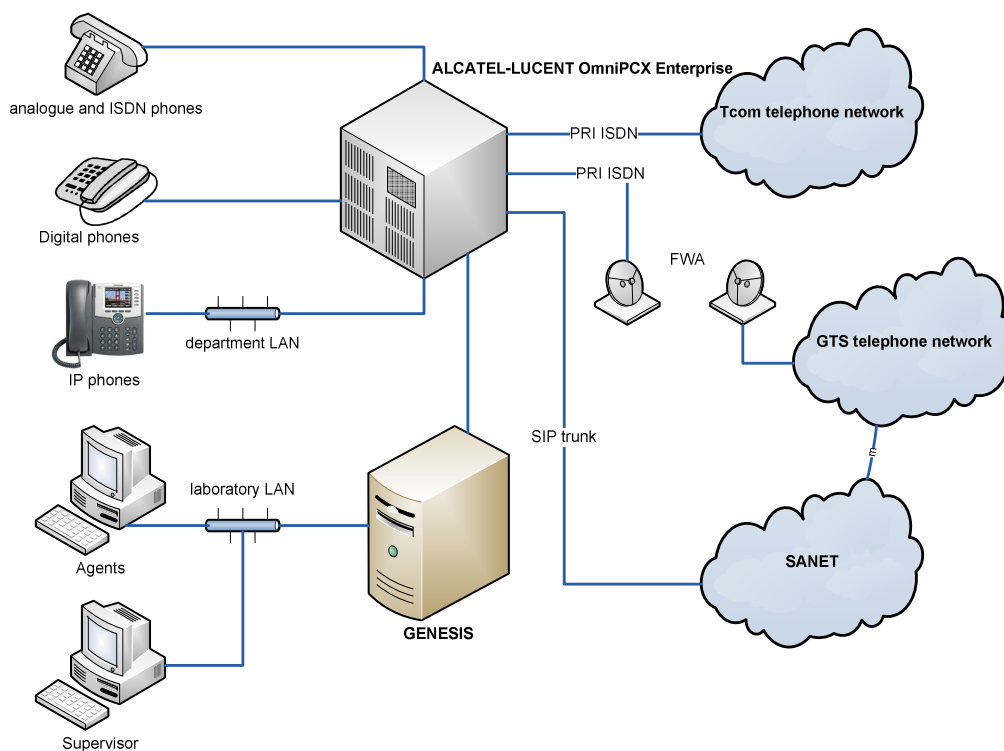 ALCATEL-LUCENT OmniPCX Enterprise
analogue and ISDN phones
Tcom telephone network
PRI ISDN
PRI ISDN
Digital phones
FWA
department LAN
GTS telephone network
IP phones
SIP trunk
laboratory LAN
SANET
Agents
GENESIS
Supervisor